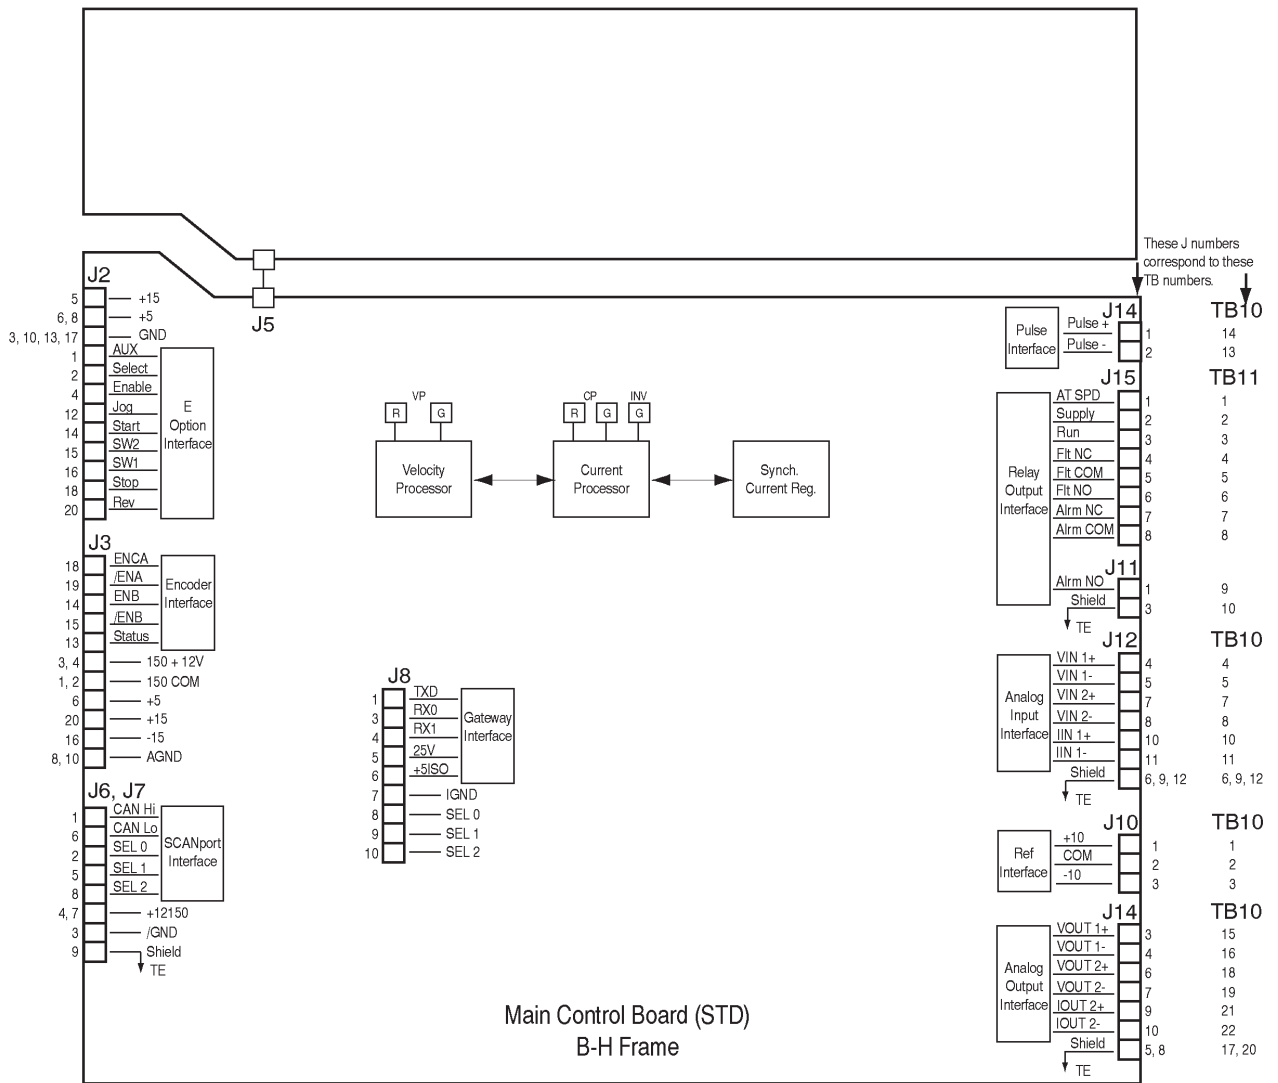 These J numbers
correspond to these
TB numbers.
J5
J2
5 +15
6, 8 +5
3, 10, 13, 17 GND
1 AUX
2 Select
4 Enable
12 Jog
14 Start
15 SW2
16 SW1
18 Stop
20 Rev
E
Option
Interface
J3
18 ENCA
19 /ENA
14 ENB
15 /ENB
13 Status
3, 4 150 + 12V
1, 2 150 COM
6 +5
20 +15
16 -15
8, 10 AGND
Encoder
Interface
J6, J7
1 CAN Hi
6 CAN Lo
2 SEL 0
5 SEL 1
8 SEL 2
4, 7 +12150
3 /GND
9 Shield
TE
SCANport
Interface
VP
R G
Velocity
Processor
CP INV
R G G
Current
Processor
Synch.
Current Reg.
J8
1 TXD
3 RX0
4 RX1
5 25V
6 +5ISO
7 IGND
8 SEL 0
9 SEL 1
10 SEL 2
Gateway
Interface
J14 TB10
Pulse
Interface
Pulse + 1 14
Pulse - 2 13
J15 TB11
Relay
Output
Interface
AT SPD 1 1
Supply 2 2
Run 3 3
Flt NC 4 4
Flt COM 5 5
Flt NO 6 6
Alrm NC 7 7
Alrm COM 8 8
J11
Alrm NO 1 9
Shield 3 10
TE
J12 TB10
Analog
Input
Interface
VIN 1+ 4 4
VIN 1- 5 5
VIN 2+ 7 7
VIN 2- 8 8
IIN 1+ 10 10
IIN 1- 11 11
Shield 6, 9, 12 6, 9, 12
TE
J10 TB10
Ref
Interface
+10 1 1
COM 2 2
-10 3 3
J14 TB10
Analog
Output
Interface
VOUT 1+ 3 15
VOUT 1- 4 16
VOUT 2+ 6 18
VOUT 2- 7 19
IOUT 2+ 9 21
IOUT 2- 10 22
Shield 5, 8 17, 20
TE
Main Control Board (STD)
B-H Frame